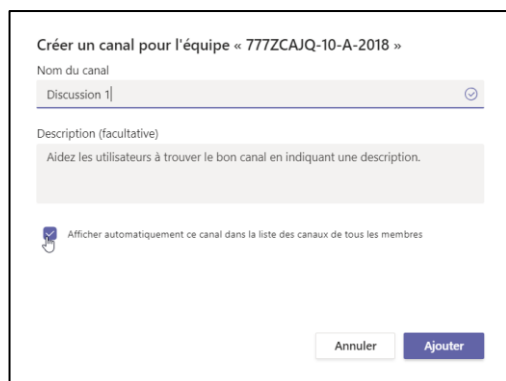 Créer un canal pour l'équipe « 777ZCAJQ-10-A-2018 »
Nom du canal
Discussion 1
Description (facultative)
Aidez les utilisateurs à trouver le bon canal en indiquant une description.
Afficher automatiquement ce canal dans la liste des canaux de tous les membres
Annuler Ajouter